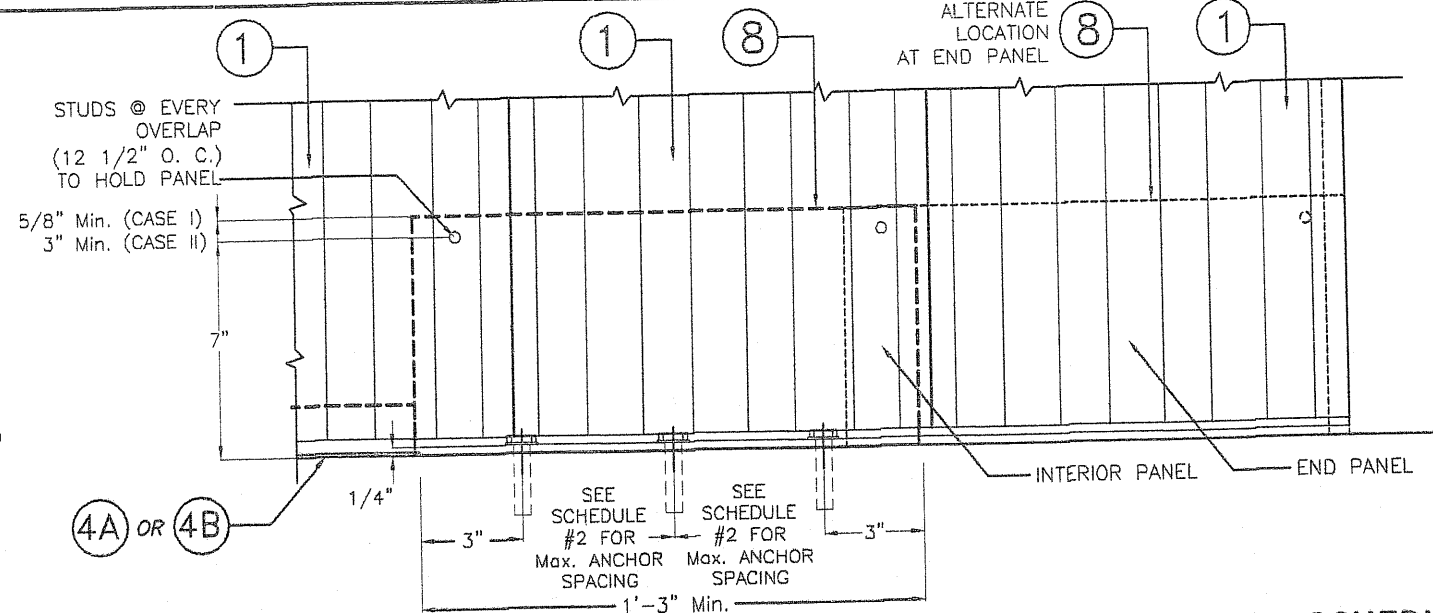 ALTERNATE
LOCATION
AT END PANEL
1
1
8
8
1
STUDS @ EVERY
OVERLAP
(12 1/2" O. C.)
TO HOLD PANEL
5/8" Min. (CASE I)
3" Min. (CASE II)
7"
1/4"
4A OR 4B
3"
SEE
SCHEDULE
#2 FOR
Max. ANCHOR
SPACING
SEE
SCHEDULE
#2 FOR
Max. ANCHOR
SPACING
3"
1'-3" Min.
INTERIOR PANEL
END PANEL